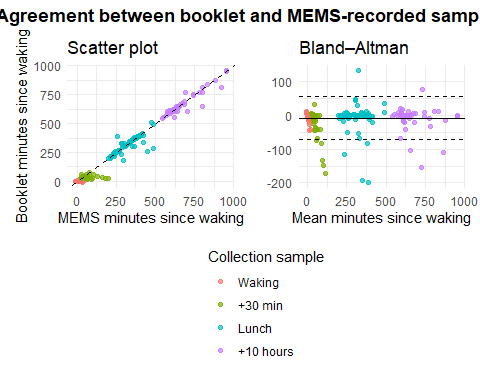 Agreement between booklet and MEMS-recorded samp
Scatter plot
Bland–Altman
Booklet minutes since waking
1000
750
500
250
0
0 250 500 750 1000
MEMS minutes since waking
100
0
-100
-200
0 250 500 750 1000
Mean minutes since waking
Collection sample
Waking
+30 min
Lunch
+10 hours